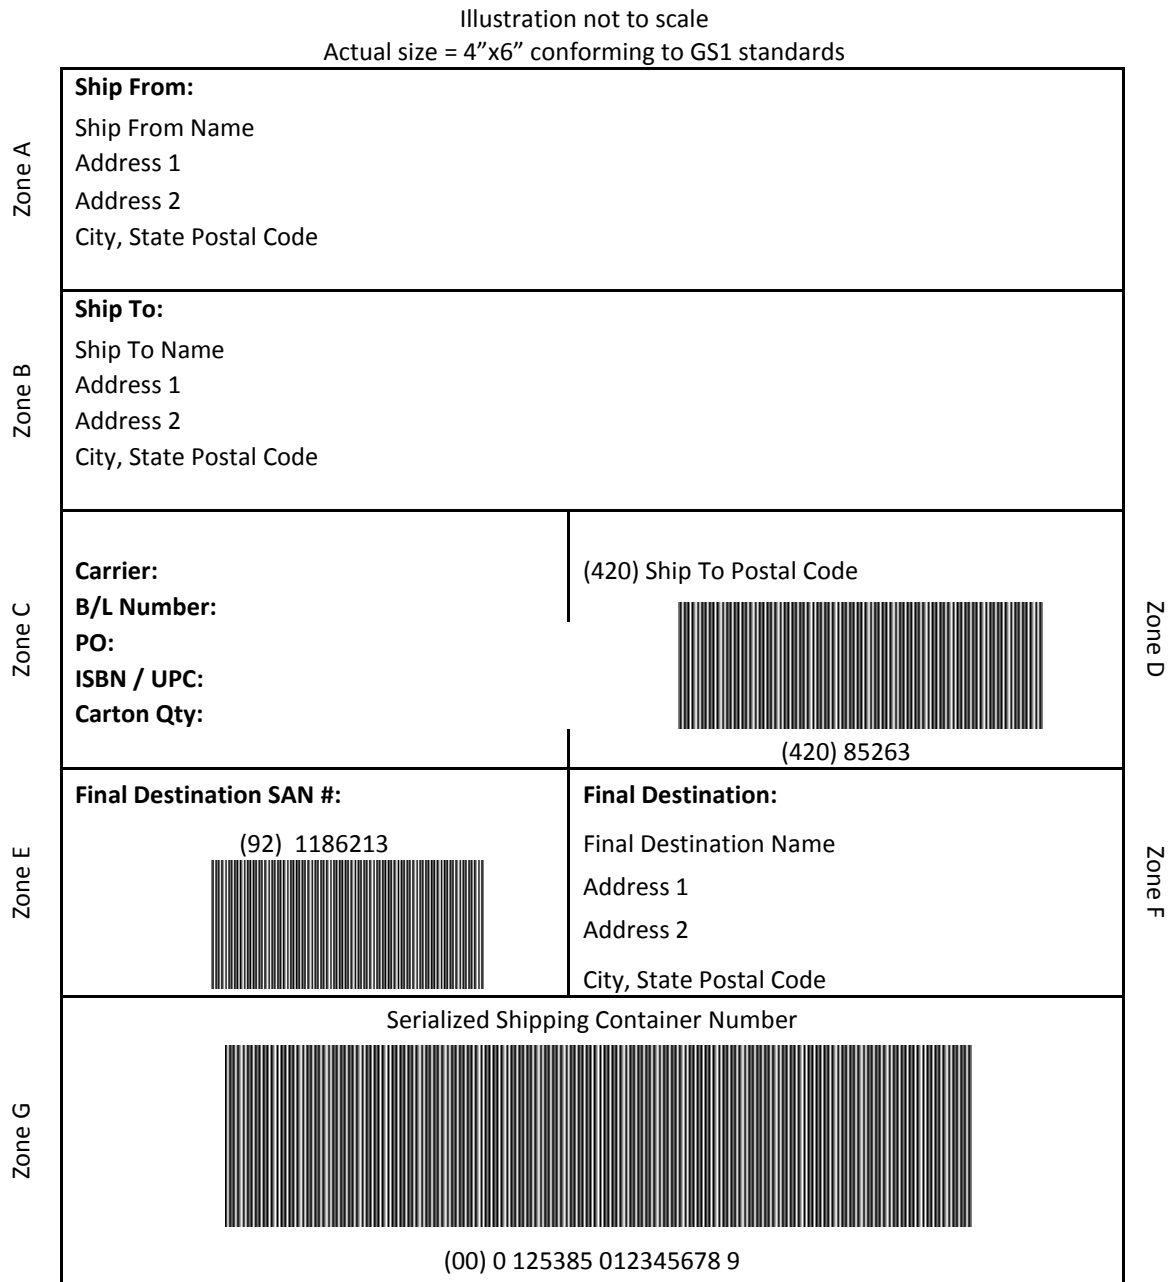 Illustration not to scale
Actual size = 4”x6” conforming to GS1 standards
Zone A
Ship From:
Ship From Name
Address 1
Address 2
City, State Postal Code
Zone B
Ship To:
Ship To Name
Address 1
Address 2
City, State Postal Code
Zone C
Carrier:
B/L Number:
PO:
ISBN / UPC:
Carton Qty:
(420) Ship To Postal Code
(420) 85263
Zone D
Zone E
Final Destination SAN #:
(92) 1186213
Final Destination:
Final Destination Name
Address 1
Address 2
City, State Postal Code
Zone F
Zone G
Serialized Shipping Container Number
(00) 0 125385 012345678 9